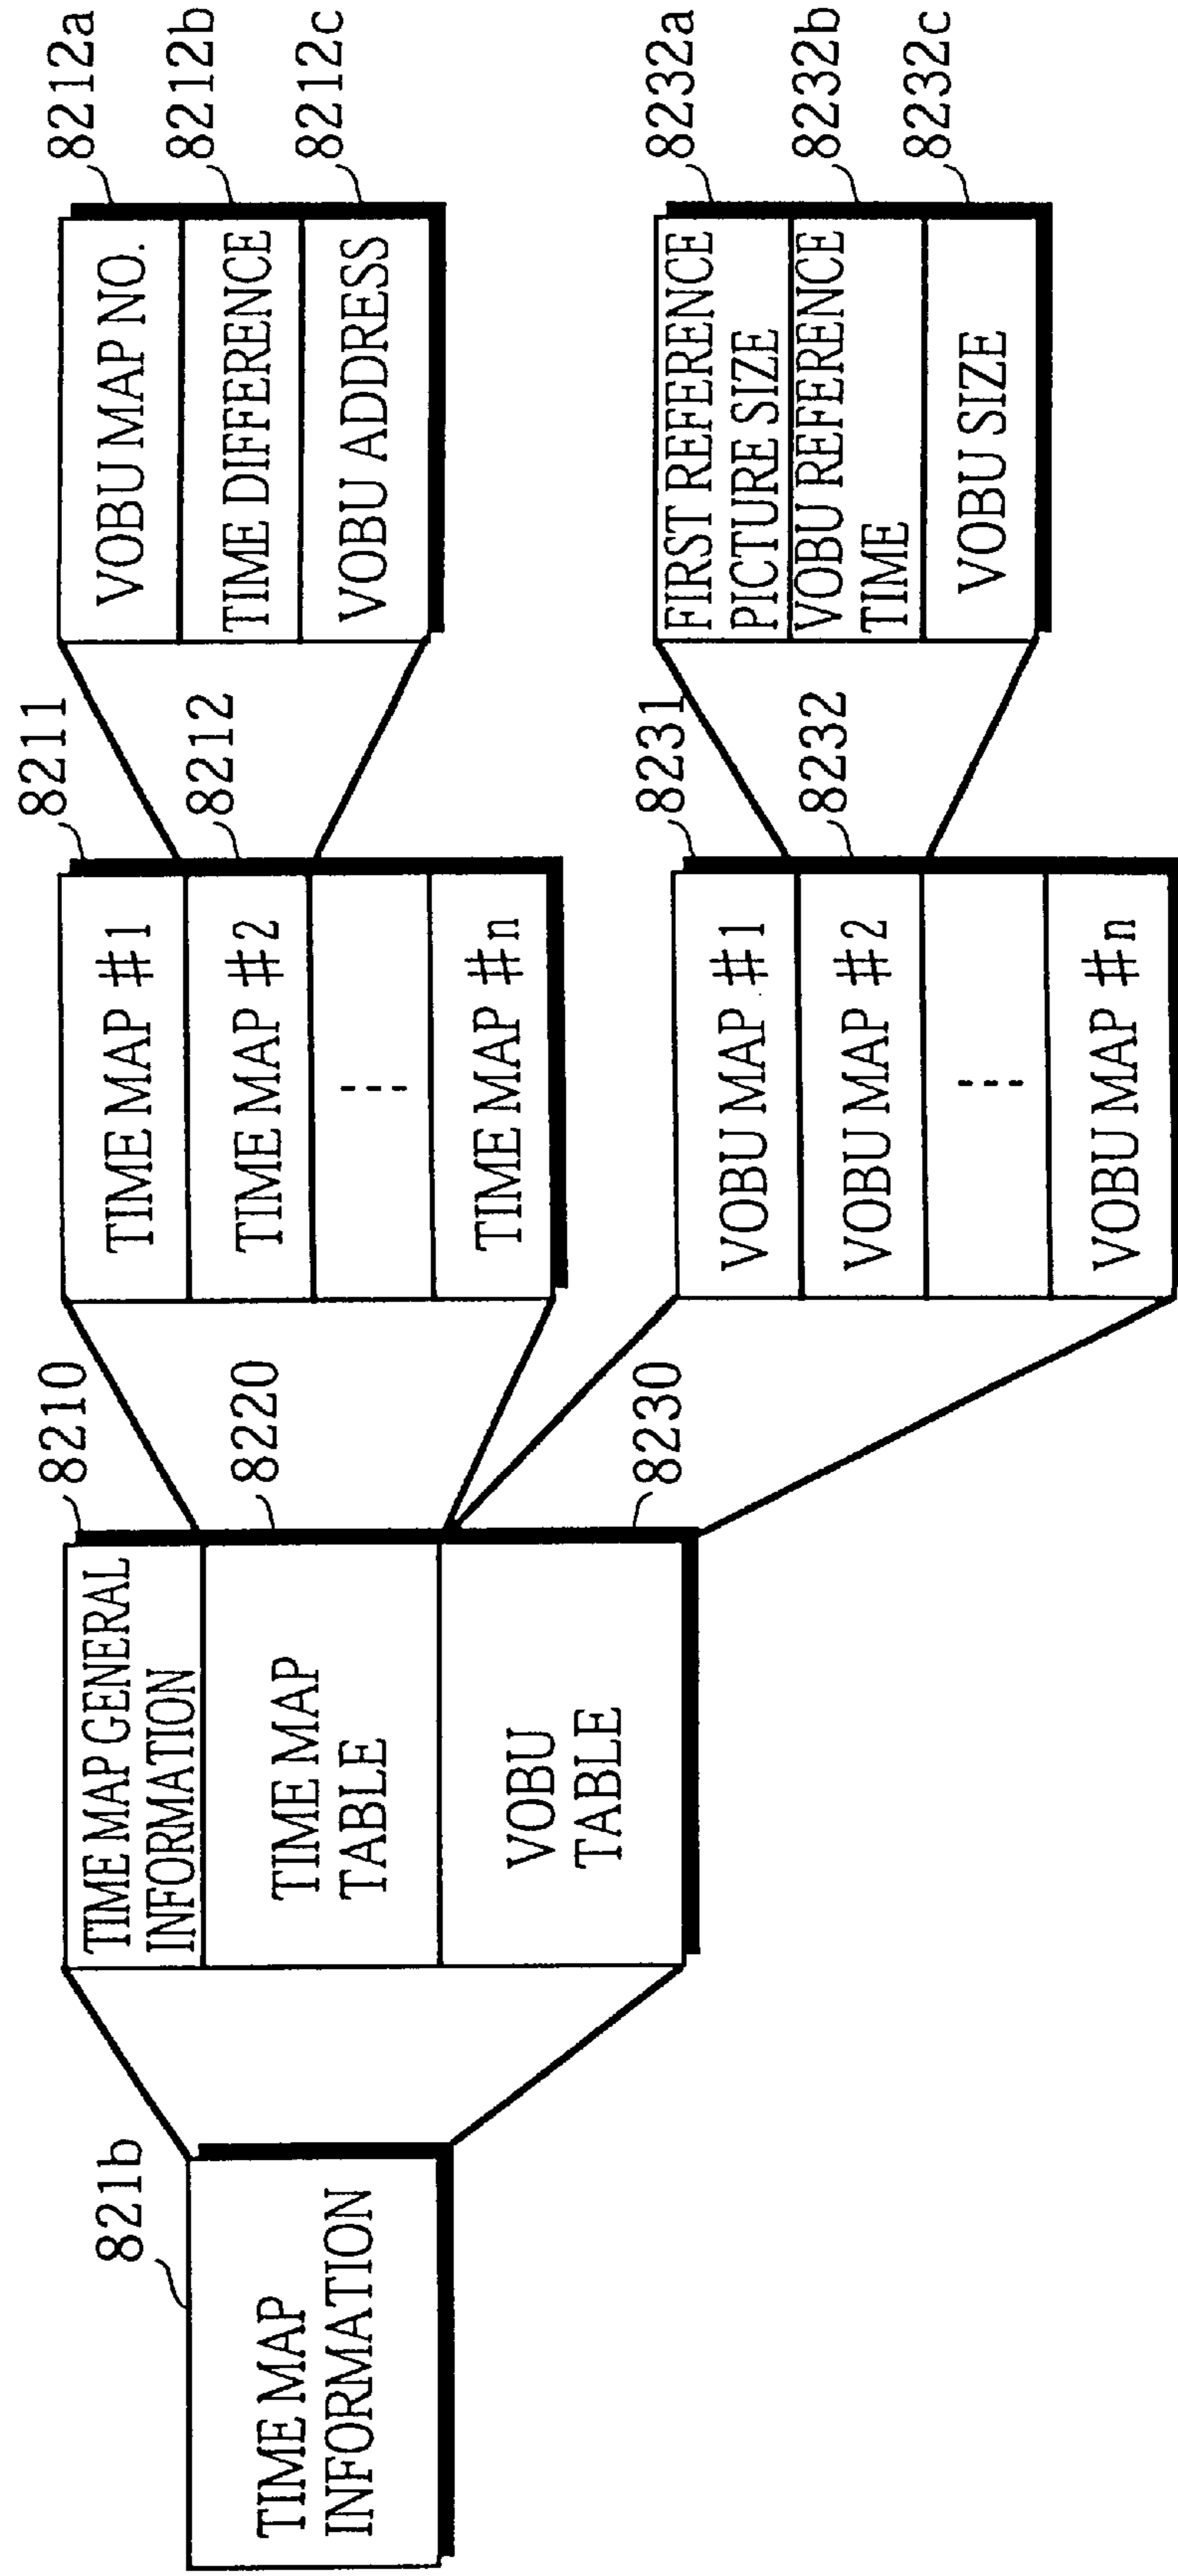 821b
TIME MAP
INFORMATION
8210
TIME MAP GENERAL
INFORMATION
8220
TIME MAP
TABLE
8230
VOBU
TABLE
8211
TIME MAP #1
8212
TIME MAP #2
---
TIME MAP #n
8231
VOBU MAP #1
8232
VOBU MAP #2
---
VOBU MAP #n
VOBU MAP NO.
8212a
TIME DIFFERENCE
8212b
VOBU ADDRESS
8212c
FIRST REFERENCE
PICTURE SIZE
8232a
VOBU REFERENCE
TIME
8232b
VOBU SIZE
8232c